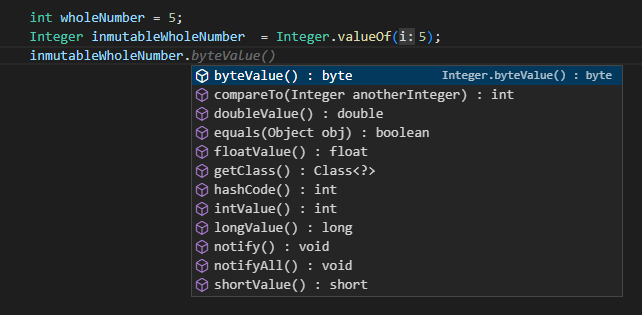 int wholeNumber = 5;
Integer inmutableWholeNumber  = Integer.valueOf(i: 5);
inmutableWholeNumber.byteValue()
byteValue() : byte Integer.byteValue() : byte
compareTo(Integer anotherInteger) : int
doubleValue() : double
equals(Object obj) : boolean
floatValue() : float
getClass() : Class<?>
hashCode() : int
intValue() : int
longValue() : long
notify() : void
notifyAll() : void
shortValue() : short